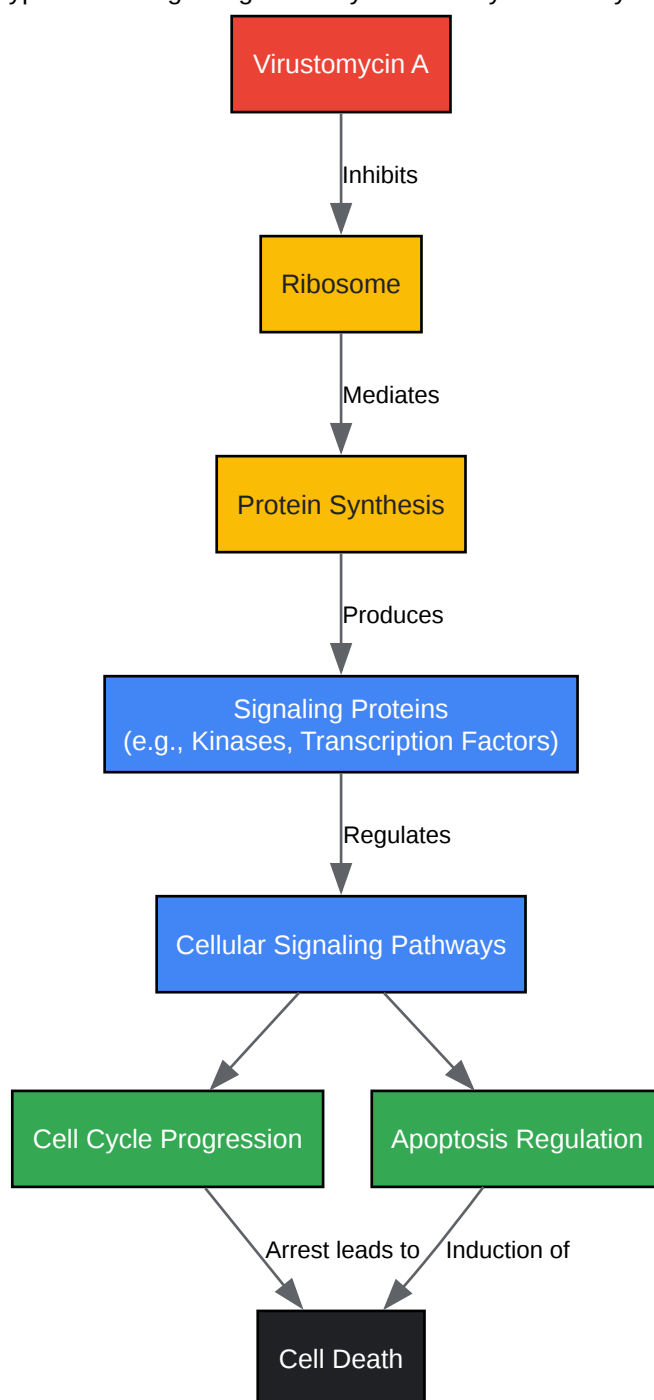 Virustomycin A
Inhibits
Ribosome
Mediates
Protein Synthesis
Produces
Signaling Proteins
(e.g., Kinases, Transcription Factors)
Regulates
Cellular Signaling Pathways
Cell Cycle Progression
Apoptosis Regulation
Arrest leads to
Induction of
Cell Death